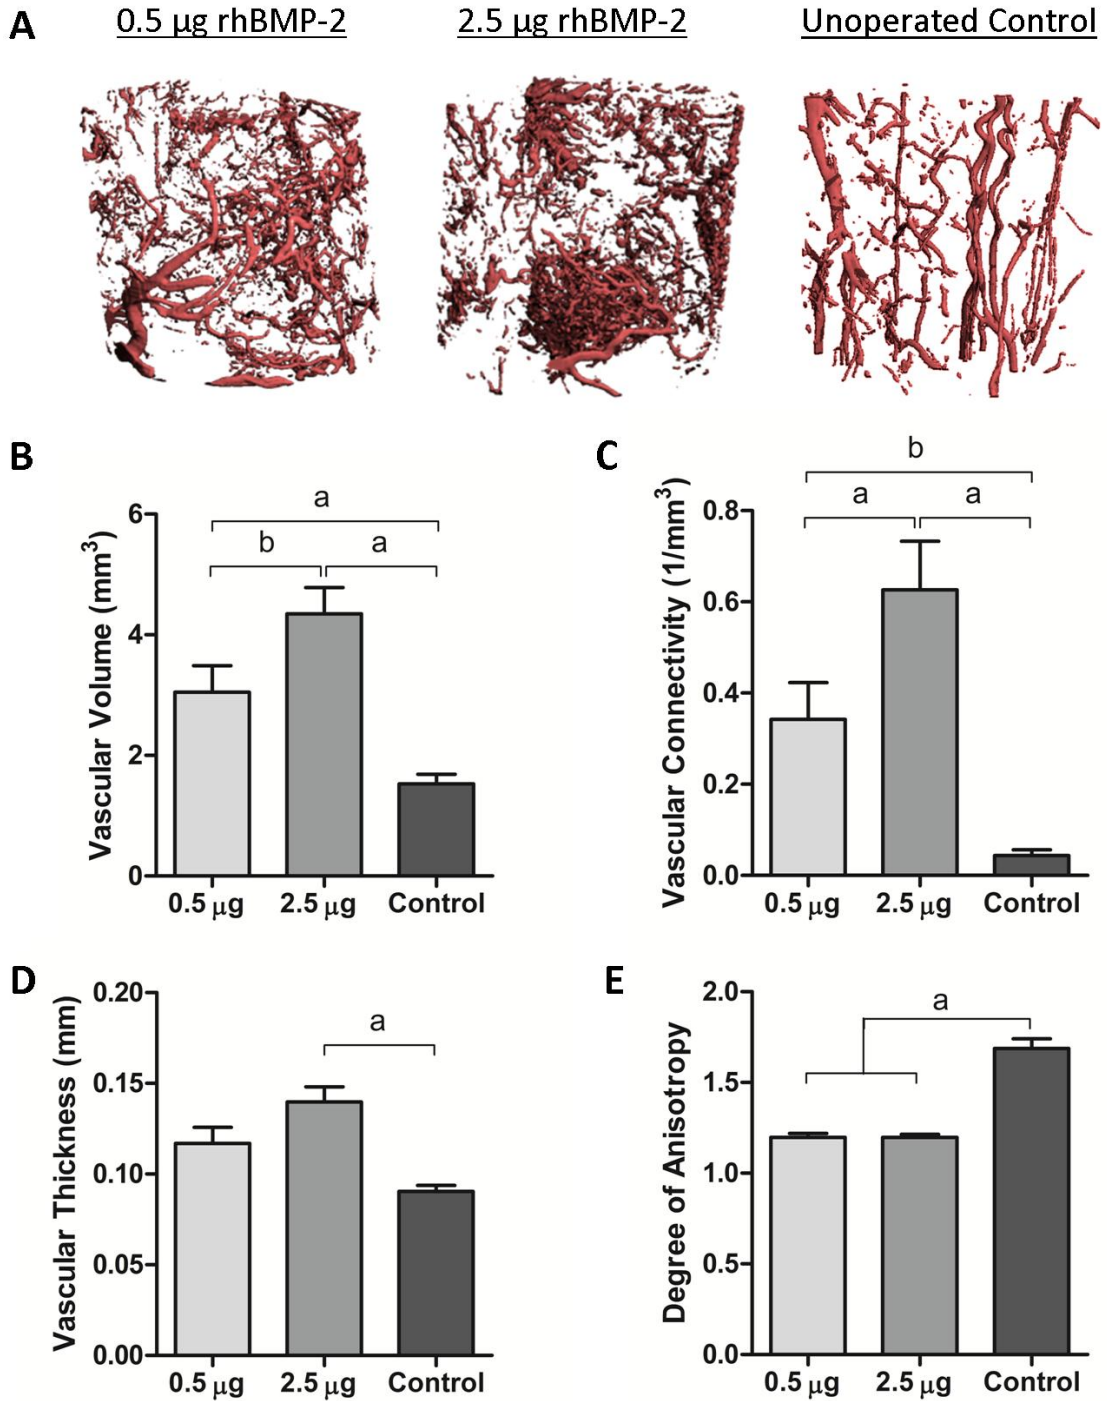 A
0.5 µg rhBMP-2
2.5 µg rhBMP-2
Unoperated Control
B
a
b
a
Vascular Volume (mm³)
6
4
2
0
0.5 µg
2.5 µg
Control
C
b
a
a
Vascular Connectivity (1/mm³)
0.8
0.6
0.4
0.2
0.0
0.5 µg
2.5 µg
Control
D
a
Vascular Thickness (mm)
0.20
0.15
0.10
0.05
0.00
0.5 µg
2.5 µg
Control
E
a
Degree of Anisotropy
2.0
1.5
1.0
0.5
0.0
0.5 µg
2.5 µg
Control